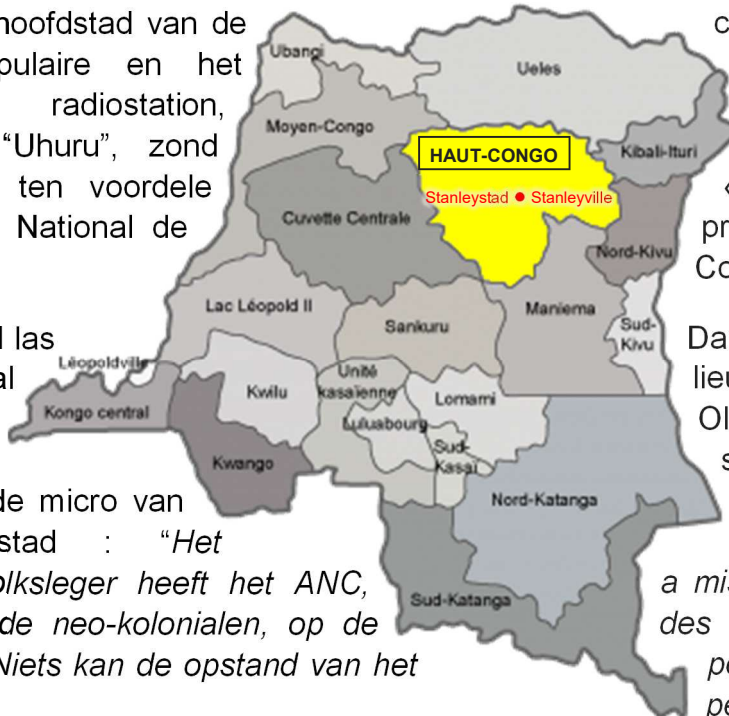 hoofdstad van de
pulaire en het
radiostation,
“Uhuru”, zond
ten voordele
National de
las
al
de micro van
stad : “Het
olksleger heeft het ANC,
de neo-kolonialen, op de
Niets kan de opstand van het
Ubangi
Ueles
Moyen-Congo
HAUT-CONGO
Kibali-Ituri
Stanleystad • Stanleyville
Cuvette Centrale
Nord-Kivu
Lac Léopold II
Sankuru
Maniema
Sud-
Kivu
Léopoldville
Kongo central
Kwilu
Unité
kasaïenne
Lomami
Luluabourg
Sud-
Kasaï
Kwango
Nord-Katanga
Sud-Katanga
c
«
pr
Co
Da
lieu
Ol
s
a mis
des
po
pe